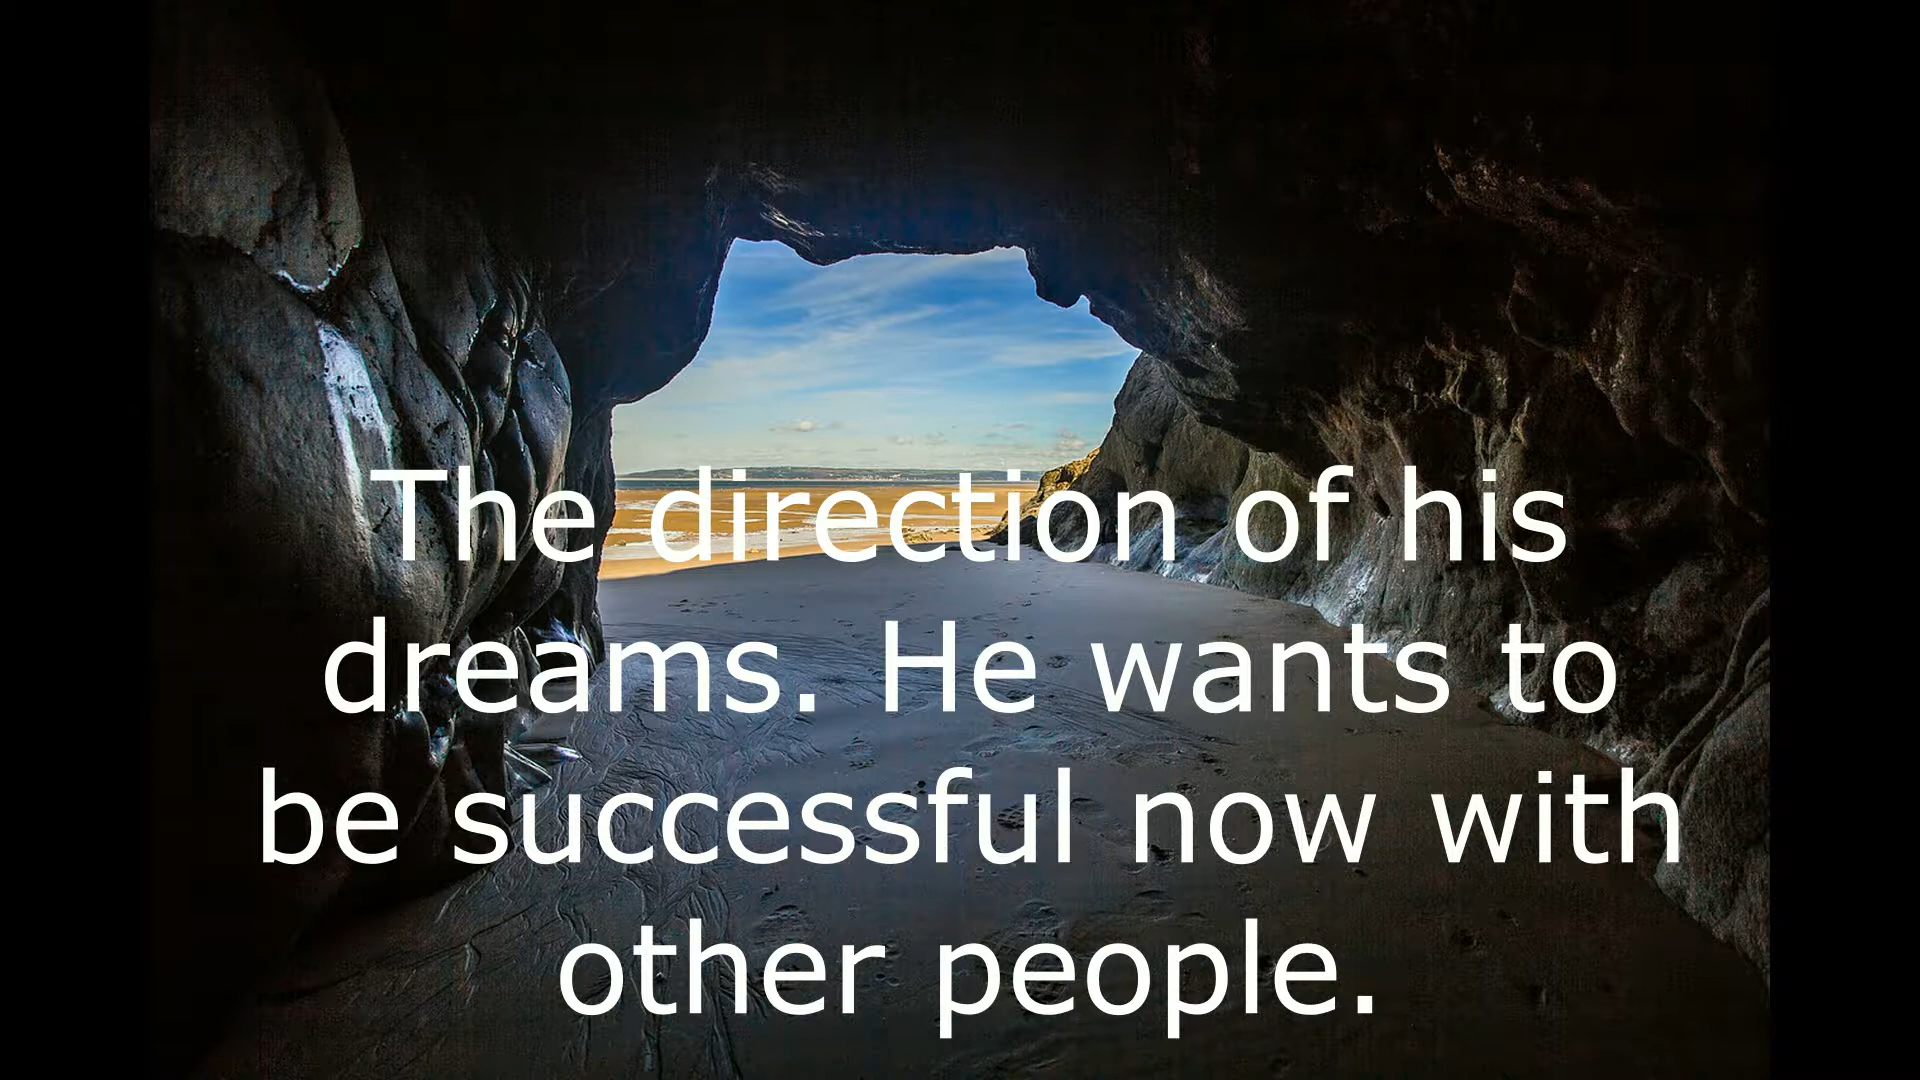 The direction of his
dreams. He wants to
be successful now with
other people.